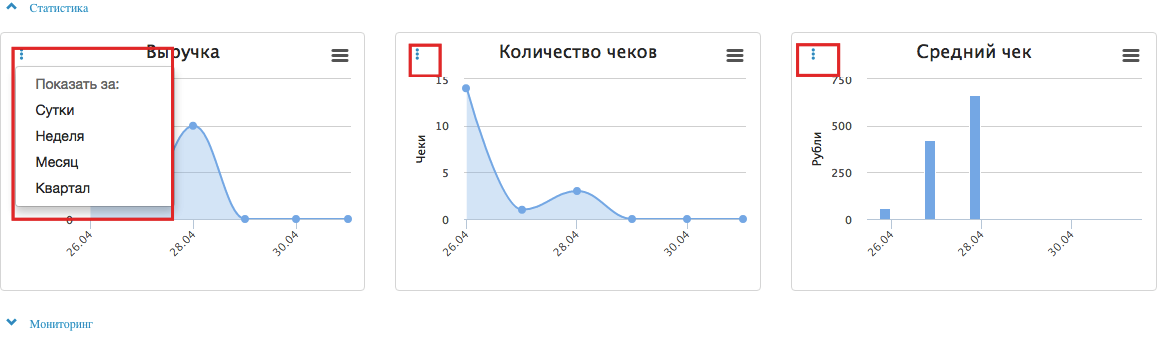 Статистика
Выручка
Показать за:
Сутки
Неделя
Месяц
Квартал
0
26.04
28.04
30.04
Количество чеков
15
10
5
0
Чеки
26.04
28.04
30.04
Средний чек
750
500
250
0
Рубли
26.04
28.04
30.04
Мониторинг